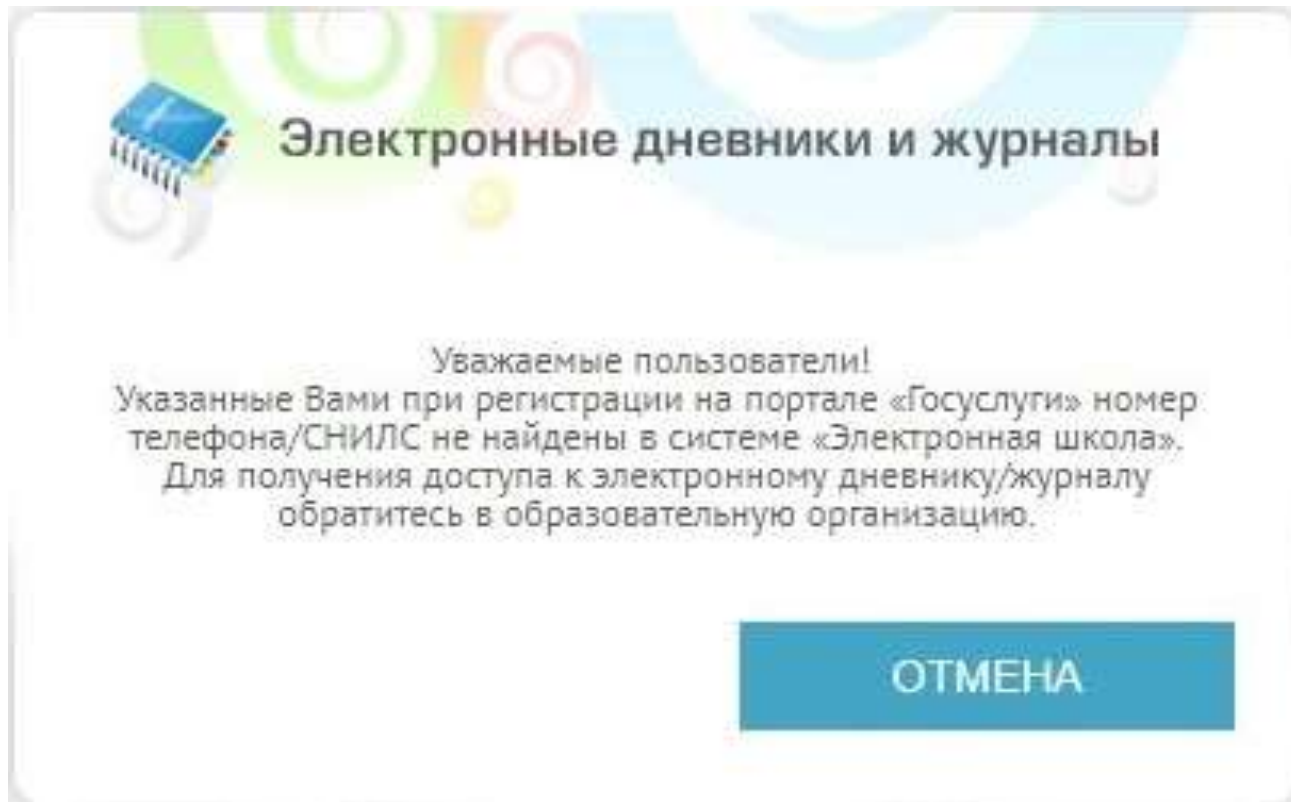 Электронные дневники и журналы
Уважаемые пользователи!
Указанные Вами при регистрации на портале «Госуслуги» номер
телефона/СНИЛС не найдены в системе «Электронная школа».
Для получения доступа к электронному дневнику/журналу
обратитесь в образовательную организацию.
ОТМЕНА